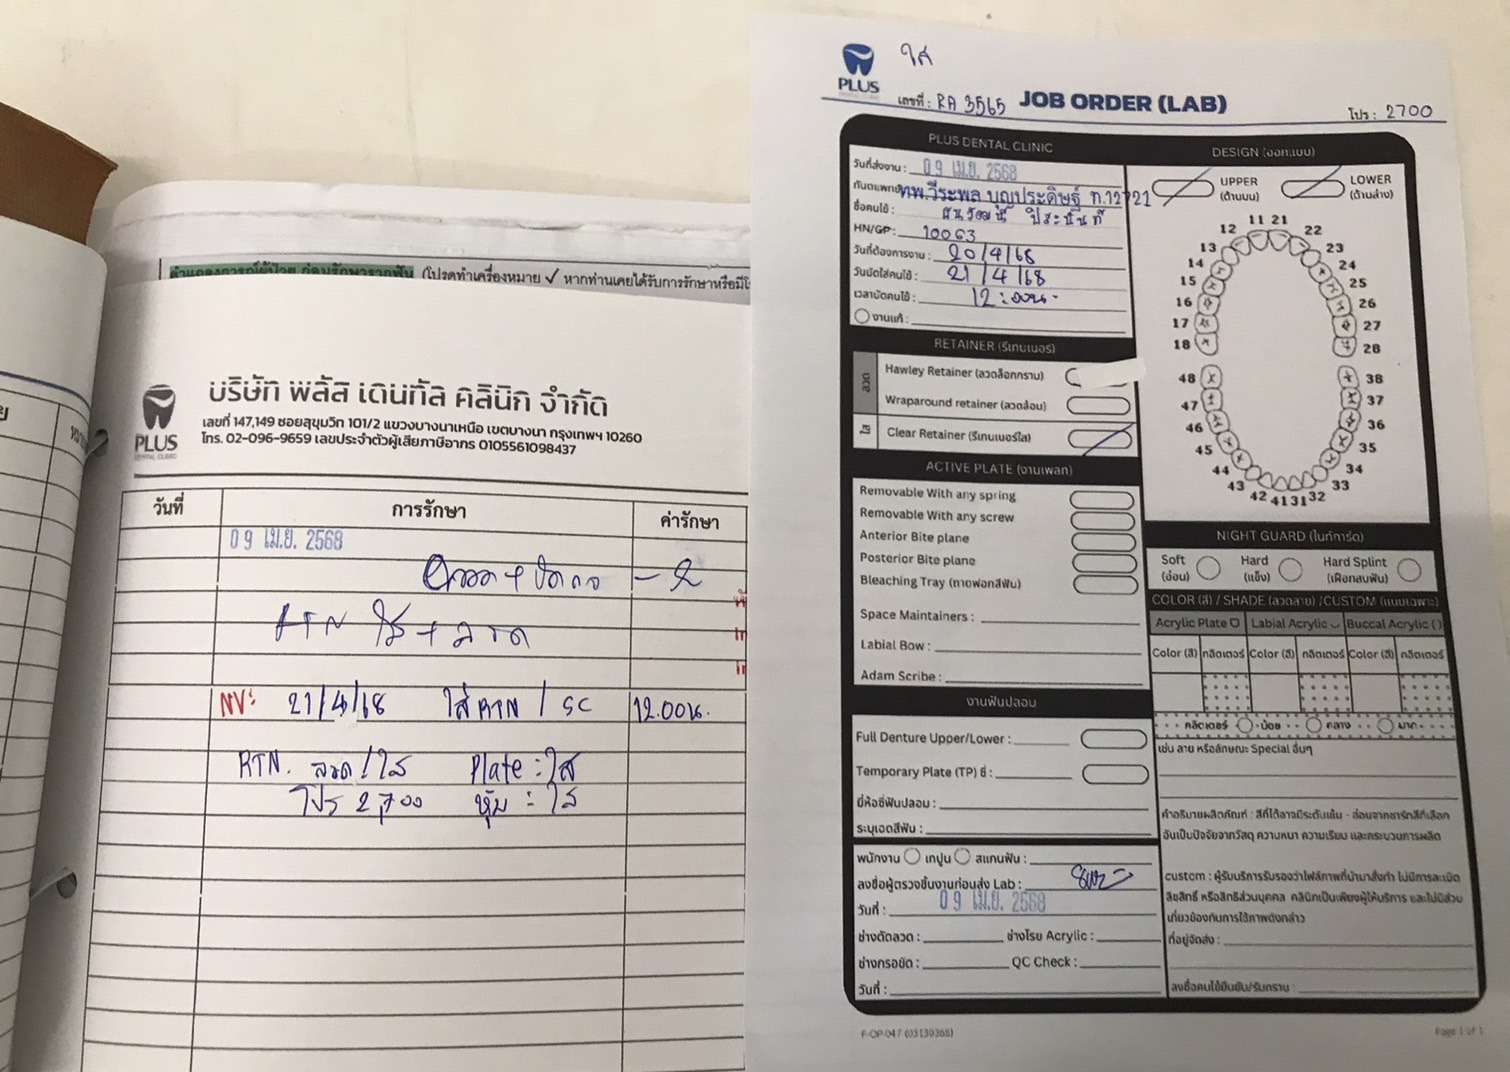 คำแถลงการณ์ผู้ป่วย ก่อนรักษารากฟัน (โปรดทำเครื่องหมาย ✓ หากท่านเคยได้รับการรักษาหรือมีโ
PLUS
DENTAL CLINIC
บริษัท พลัส เดนทัล คลินิก จำกัด
เลขที่ 147,149 ซอยสุขุมวิท 101/2 แขวงบางนาเหนือ เขตบางนา กรุงเทพฯ 10260
โทร. 02-096-9659 เลขประจำตัวผู้เสียภาษีอากร 0105561098437
วันที่ การรักษา ค่ารักษา
09 เม.ย. 2568
RTN ใส + ลวด
NV: 21/4/68 ใส่ RTN / SC 12.00น.
RTN. ลวด / ใส Plate : ใส
โปร 2,700 หุ้ม : ใส
PLUS
ใส
เลขที่ : RA 3565 JOB ORDER (LAB) โปร : 2700
PLUS DENTAL CLINIC
วันที่ส่งงาน : 09 เม.ย. 2568
ทันตแพทย์ ทพ.วีระพล บุญประดิษฐ์ ท.12721
ชื่อคนไข้ :
HN/GP: 10063
วันที่ต้องการงาน : 20/4/68
วันนัดใส่คนไข้ : 21/4/68
เวลานัดคนไข้ : 12:00น.
งานแก้ :
RETAINER (รีเทนเนอร์)
ลวด
Hawley Retainer (ลวดล็อกกราม)
Wraparound retainer (ลวดล้อม)
ใส
Clear Retainer (รีเทนเนอร์ใส)
ACTIVE PLATE (งานเพลท)
Removable With any spring
Removable With any screw
Anterior Bite plane
Posterior Bite plane
Bleaching Tray (ถาดฟอกสีฟัน)
Space Maintainers :
Labial Bow :
Adam Scribe :
งานฟันปลอม
Full Denture Upper/Lower :
Temporary Plate (TP) ซี่ :
ยี่ห้อซี่ฟันปลอม :
ระบุเฉดสีฟัน :
พนักงาน เทปูน สแกนฟัน :
ลงชื่อผู้ตรวจชิ้นงานก่อนส่ง Lab :
วันที่ : 09 เม.ย. 2568
ช่างดัดลวด : ช่างโรย Acrylic :
ช่างกรอขัด : QC Check :
วันที่ :
DESIGN (ออกแบบ)
UPPER (ด้านบน) LOWER (ด้านล่าง)
11 21
12 22
13 23
14 24
15 25
16 26
17 27
18 28
48 38
47 37
46 36
45 35
44 34
43 33
42 41 31 32
NIGHT GUARD (ไนท์การ์ด)
Soft (อ่อน) Hard (แข็ง) Hard Splint (เฝือกสบฟัน)
COLOR (สี) / SHADE (ลวดลาย) /CUSTOM (แบบเฉพาะ)
Acrylic Plate Labial Acrylic Buccal Acrylic ( )
Color (สี) กลิตเตอร์ Color (สี) กลิตเตอร์ Color (สี) กลิตเตอร์
กลิตเตอร์ น้อย กลาง มาก
เช่น ลาย หรือลักษณะ Special อื่นๆ
คำอธิบายผลิตภัณฑ์ : สีที่ได้อาจมีระดับเข้ม - อ่อนจากชาร์ทสีที่เลือก
อันเป็นปัจจัยจากวัสดุ ความหนา ความเรียบ และกระบวนการผลิต
custom : ผู้รับบริการรับรองว่าไฟล์ภาพที่นำมาสั่งทำ ไม่มีการละเมิด
ลิขสิทธิ์ หรือสิทธิส่วนบุคคล คลินิกเป็นเพียงผู้ให้บริการ และไม่มีส่วน
เกี่ยวข้องกับการใช้ภาพดังกล่าว
ที่อยู่จัดส่ง :
ลงชื่อคนไข้ยืนยัน/รับทราบ :
F-OP-047 (03130368)
Page 1 of 1